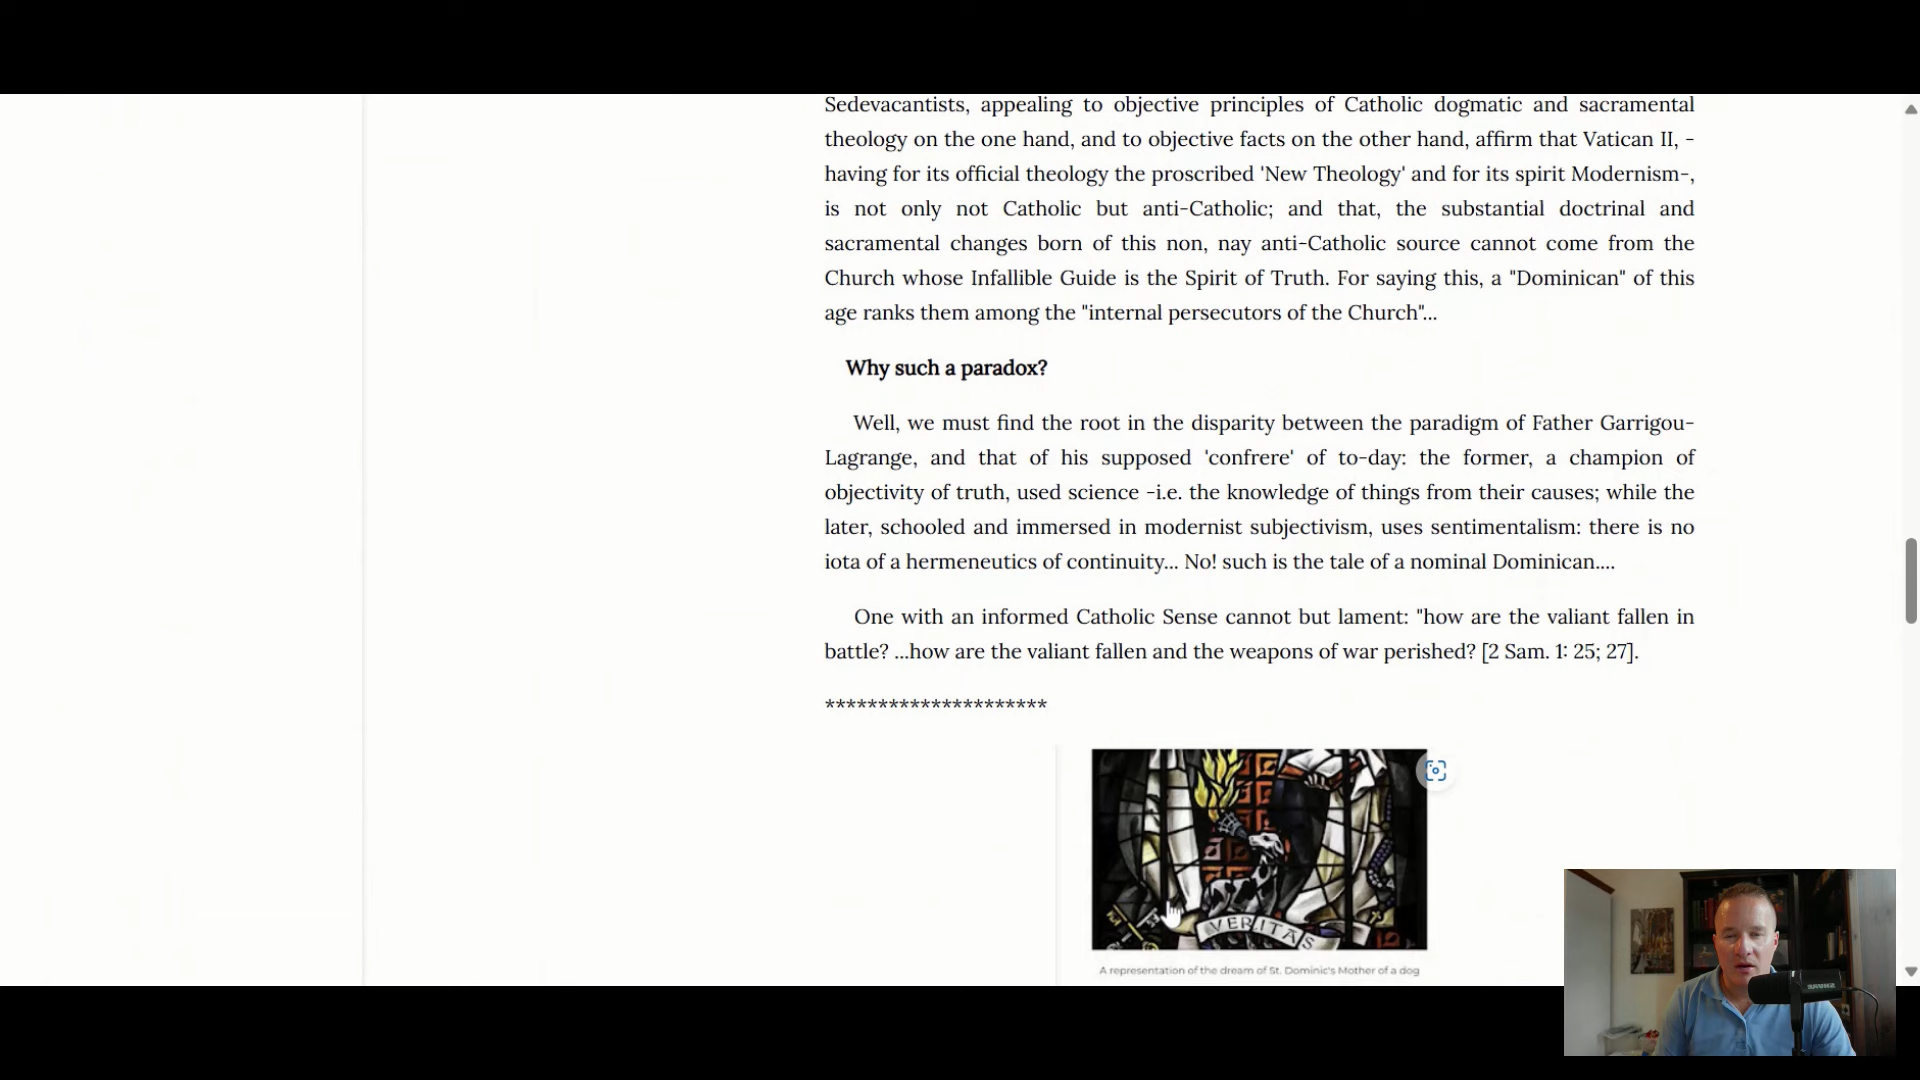 Sedevacantists, appealing to objective principles of Catholic dogmatic and sacramental
theology on the one hand, and to objective facts on the other hand, affirm that Vatican II, -
having for its official theology the proscribed 'New Theology' and for its spirit Modernism-,
is not only not Catholic but anti-Catholic; and that, the substantial doctrinal and
sacramental changes born of this non, nay anti-Catholic source cannot come from the
Church whose Infallible Guide is the Spirit of Truth. For saying this, a "Dominican" of this
age ranks them among the "internal persecutors of the Church"...
Why such a paradox?
Well, we must find the root in the disparity between the paradigm of Father Garrigou-
Lagrange, and that of his supposed 'confrere' of to-day: the former, a champion of
objectivity of truth, used science -i.e. the knowledge of things from their causes; while the
later, schooled and immersed in modernist subjectivism, uses sentimentalism: there is no
iota of a hermeneutics of continuity... No! such is the tale of a nominal Dominican....
One with an informed Catholic Sense cannot but lament: "how are the valiant fallen in
battle? ...how are the valiant fallen and the weapons of war perished? [2 Sam. 1: 25; 27].
*********************
VERITAS
A representation of the dream of St. Dominic's Mother of a dog